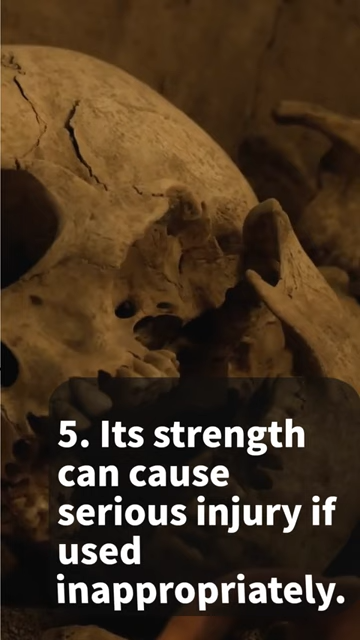 5. Its strength
can cause
serious injury if
used
inappropriately.